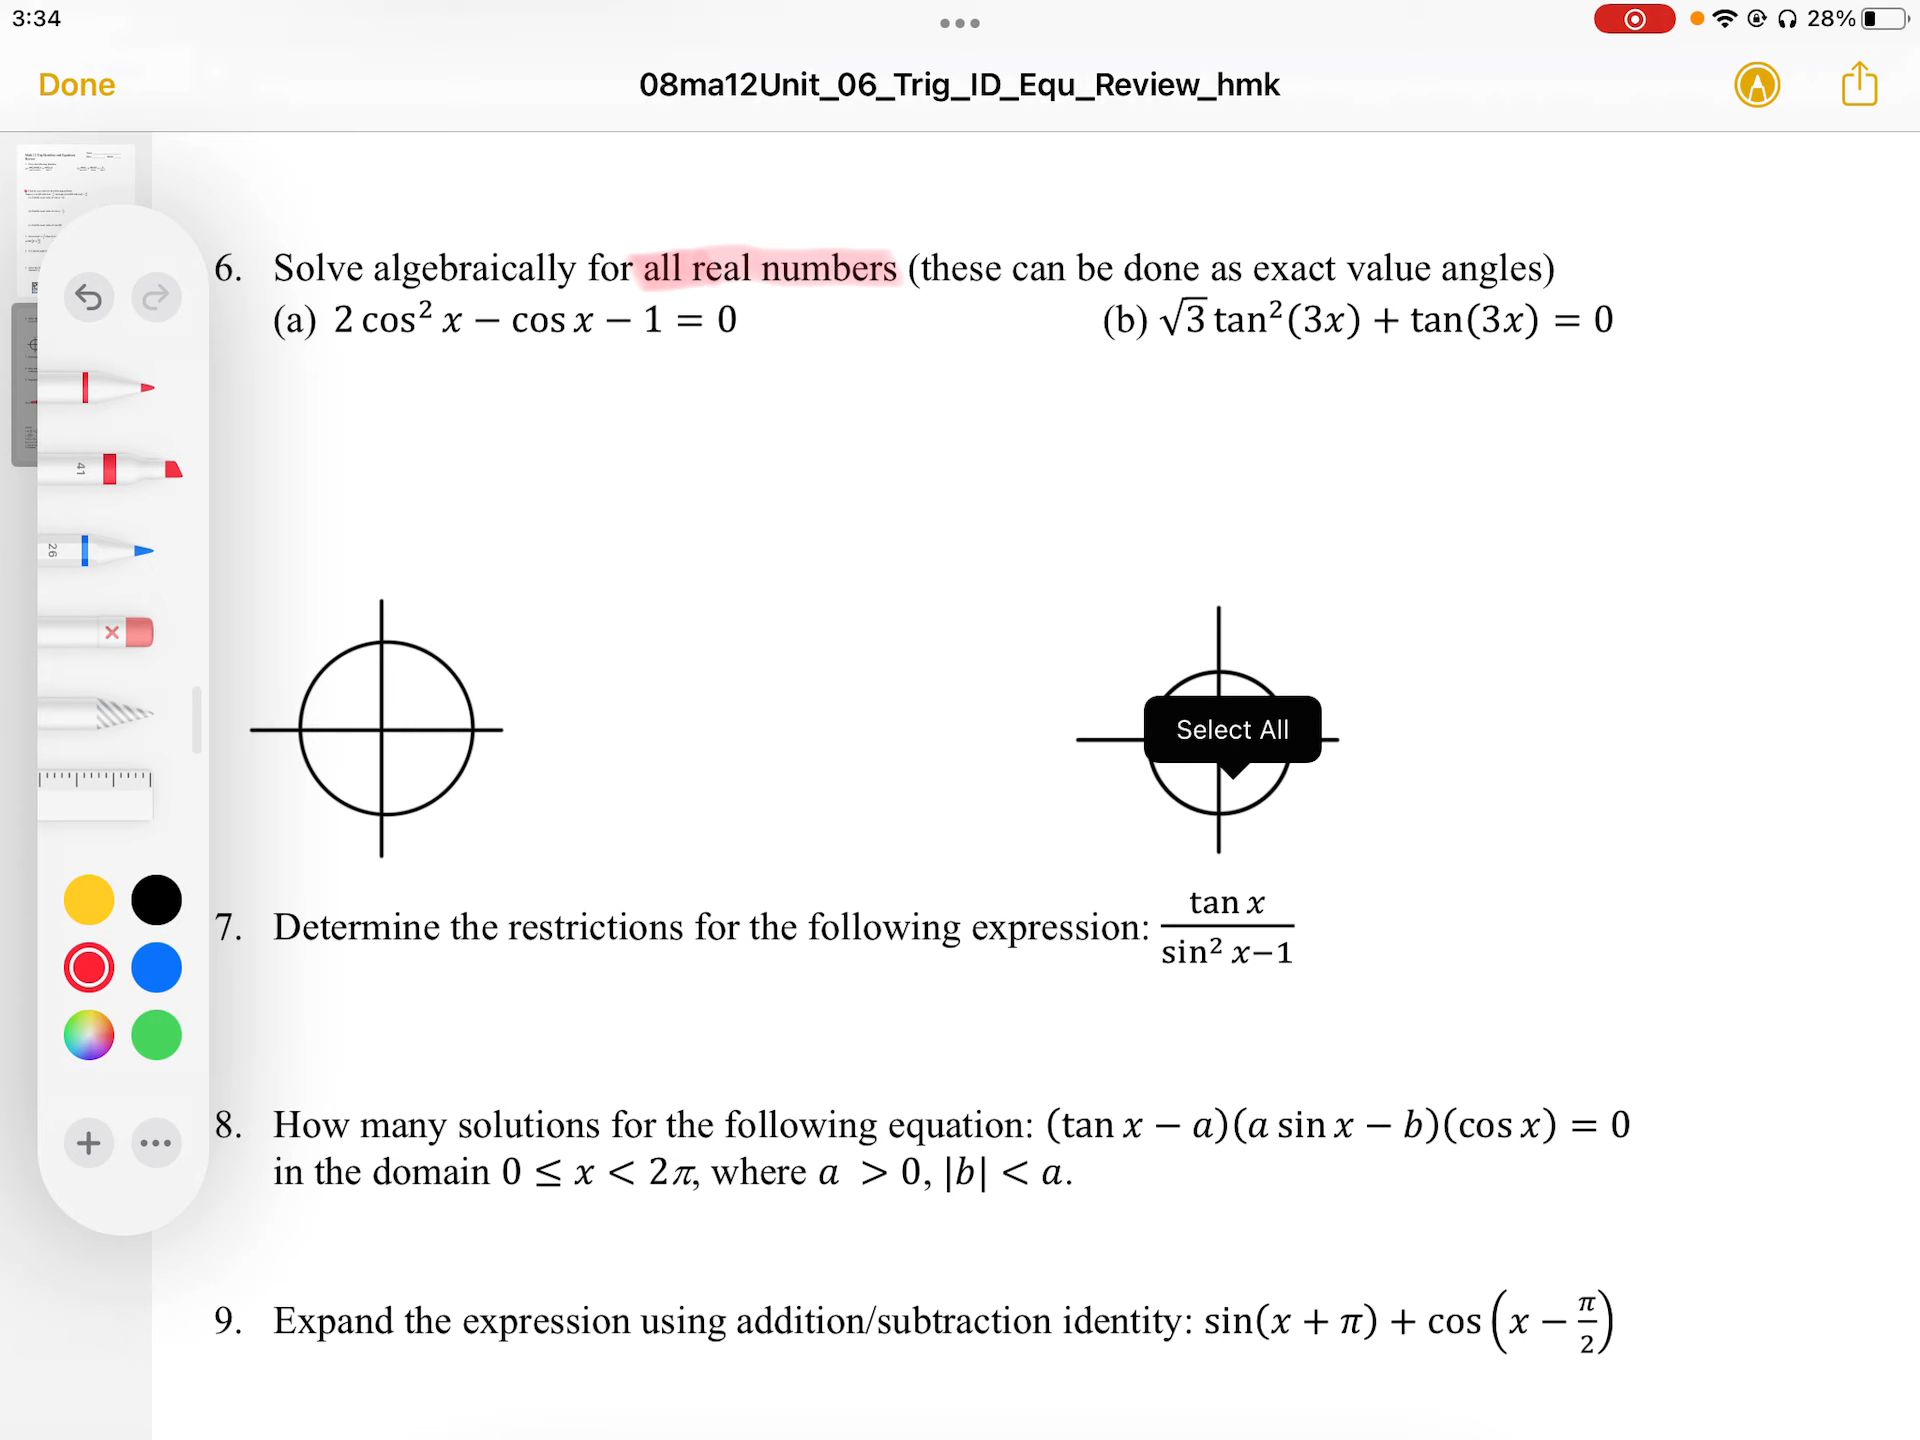 3:34
28%
Done
08ma12Unit_06_Trig_ID_Equ_Review_hmk
6. Solve algebraically for all real numbers (these can be done as exact value angles)
(a) 2 cos² x − cos x − 1 = 0
(b) √3 tan²(3x) + tan(3x) = 0
41
26
Select All
7. Determine the restrictions for the following expression: tan x / sin² x−1
8. How many solutions for the following equation: (tan x − a)(a sin x − b)(cos x) = 0
in the domain 0 ≤ x < 2π, where a > 0, |b| < a.
9. Expand the expression using addition/subtraction identity: sin(x + π) + cos(x − π/2)